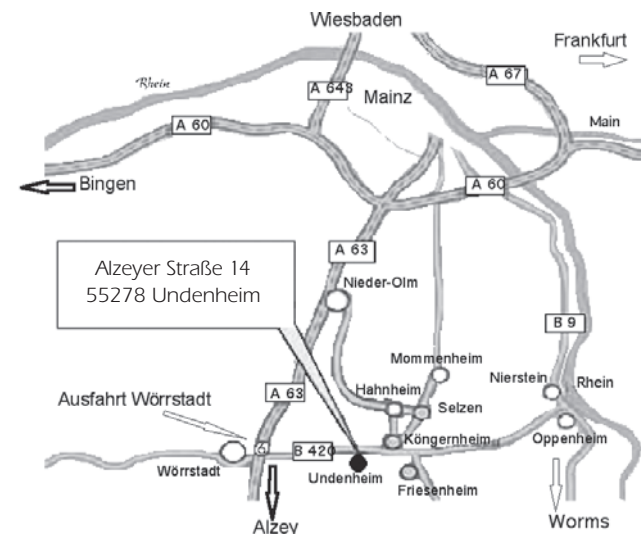 Wiesbaden
Frankfurt
Rhein
A 643
A 67
Mainz
A 60
Main
Bingen
A 60
Alzeyer Straße 14
55278 Undenheim
A 63
Nieder-Olm
B 9
Mommenheim
Nierstein
Rhein
A 63
Hahnheim
Selzen
Ausfahrt Wörrstadt
Oppenheim
B 420
Köngernheim
Wörrstadt
Undenheim
Friesenheim
Alzey
Worms